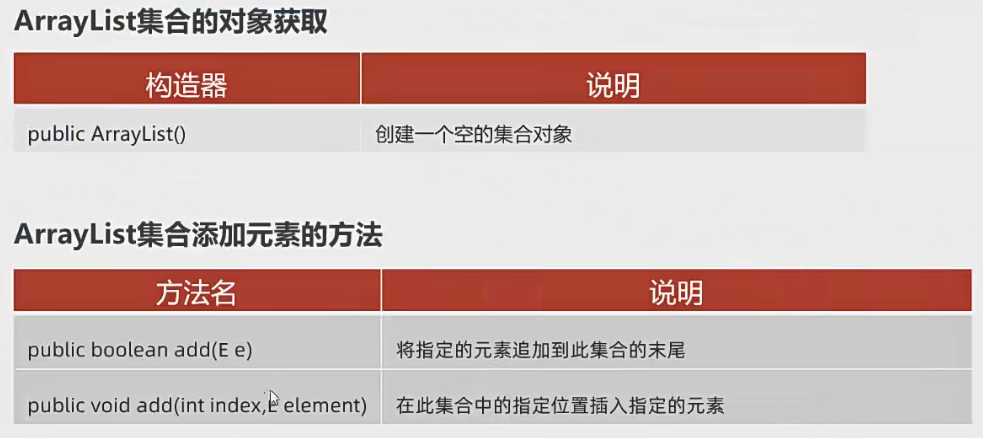 ArrayList集合的对象获取
构造器 说明
public ArrayList() 创建一个空的集合对象
ArrayList集合添加元素的方法
方法名 说明
public boolean add(E e) 将指定的元素追加到此集合的末尾
public void add(int index,E element) 在此集合中的指定位置插入指定的元素